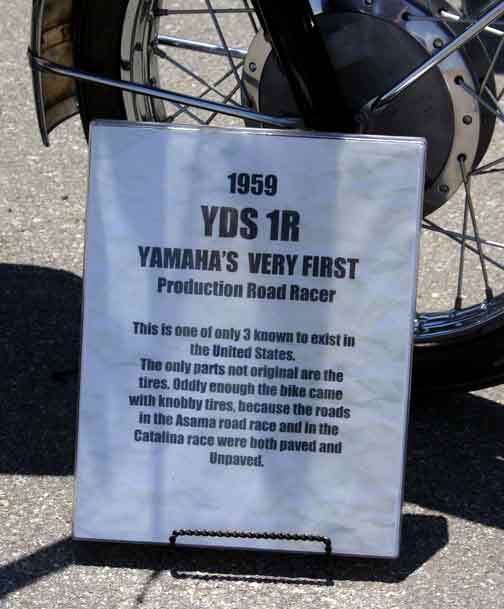 1959
YDS 1R
YAMAHA'S VERY FIRST
Production Road Racer
This is one of only 3 known to exist in
the United States.
The only parts not original are the
tires. Oddly enough the bike came
with knobby tires, because the roads
in the Asama road race and in the
Catalina race were both paved and
Unpaved.